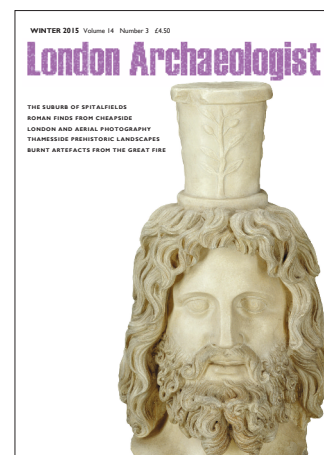 WINTER 2015 Volume 14 Number 3 £4.50
London Archaeologist
THE SUBURB OF SPITALFIELDS
ROMAN FINDS FROM CHEAPSIDE
LONDON AND AERIAL PHOTOGRAPHY
THAMESSIDE PREHISTORIC LANDSCAPES
BURNT ARTEFACTS FROM THE GREAT FIRE